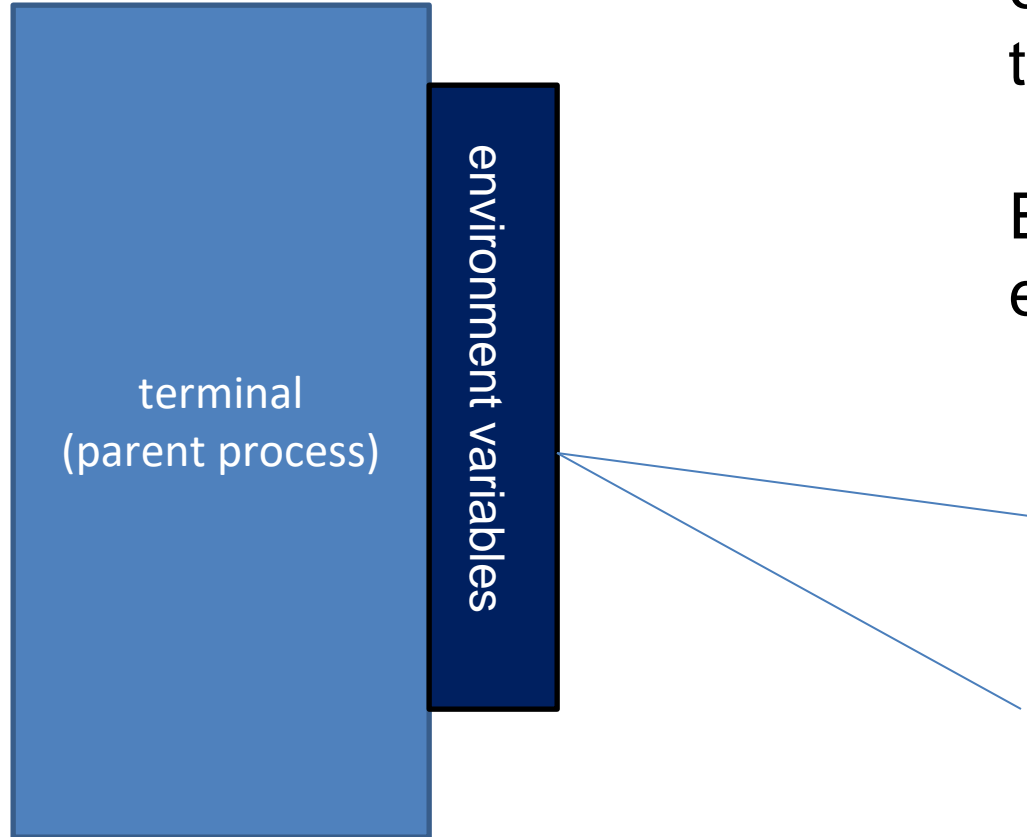 terminal
(parent process)
environment variables
t
E
e